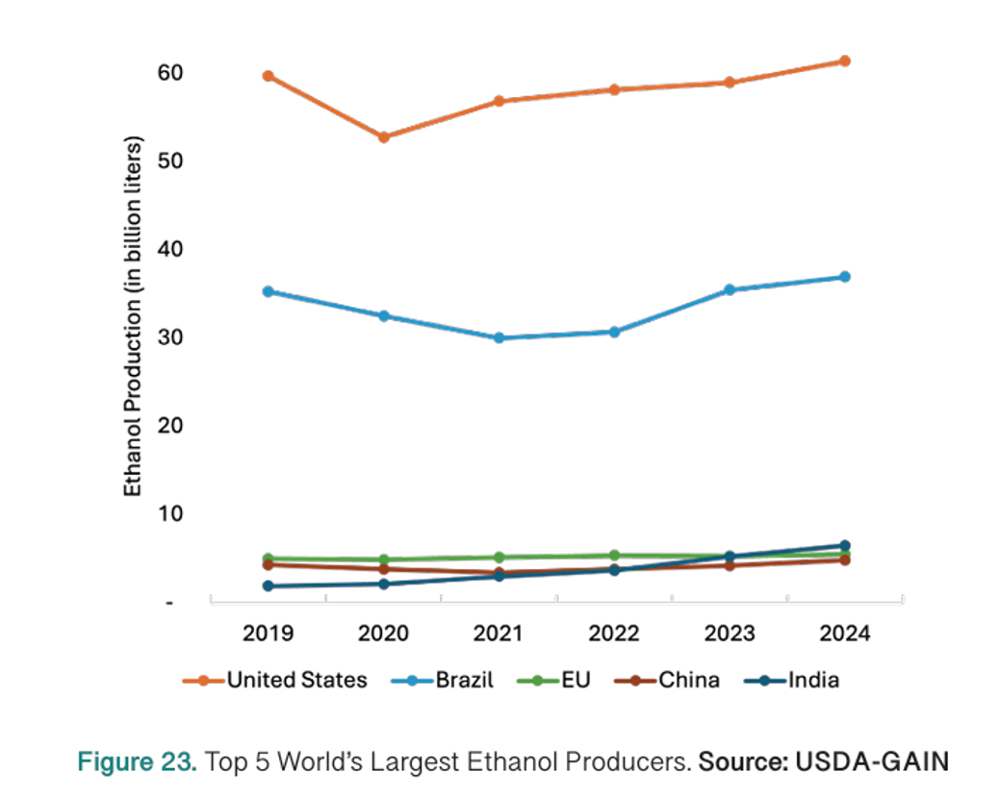 Ethanol Production (in billion liters)
60
50
40
30
20
10
-
2019 2020 2021 2022 2023 2024
United States Brazil EU China India
Figure 23. Top 5 World's Largest Ethanol Producers. Source: USDA-GAIN